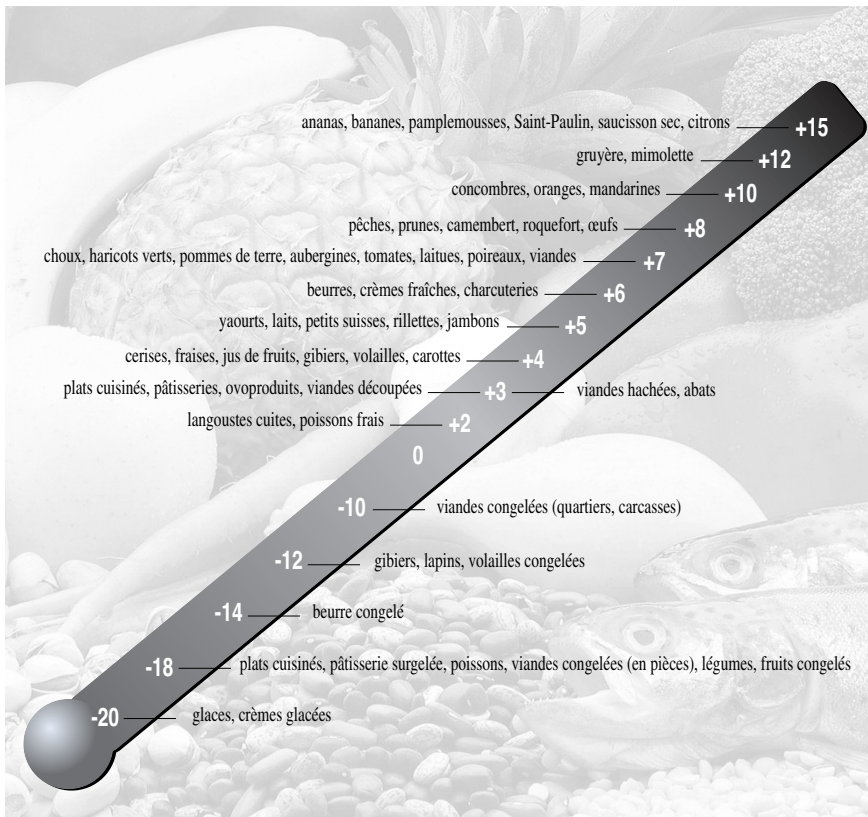 ananas, bananes, pamplemousses, Saint-Paulin, saucisson sec, citrons +15
gruyère, mimolette +12
concombres, oranges, mandarines +10
pêches, prunes, camembert, roquefort, œufs +8
choux, haricots verts, pommes de terre, aubergines, tomates, laitues, poireaux, viandes +7
beurres, crèmes fraîches, charcuteries +6
yaourts, laits, petits suisses, rillettes, jambons +5
cerises, fraises, jus de fruits, gibiers, volailles, carottes +4
plats cuisinés, pâtisseries, ovoproduits, viandes découpées +3 viandes hachées, abats
langoustes cuites, poissons frais +2
0
-10 viandes congelées (quartiers, carcasses)
-12 gibiers, lapins, volailles congelées
-14 beurre congelé
-18 plats cuisinés, pâtisserie surgelée, poissons, viandes congelées (en pièces), légumes, fruits congelés
-20 glaces, crèmes glacées